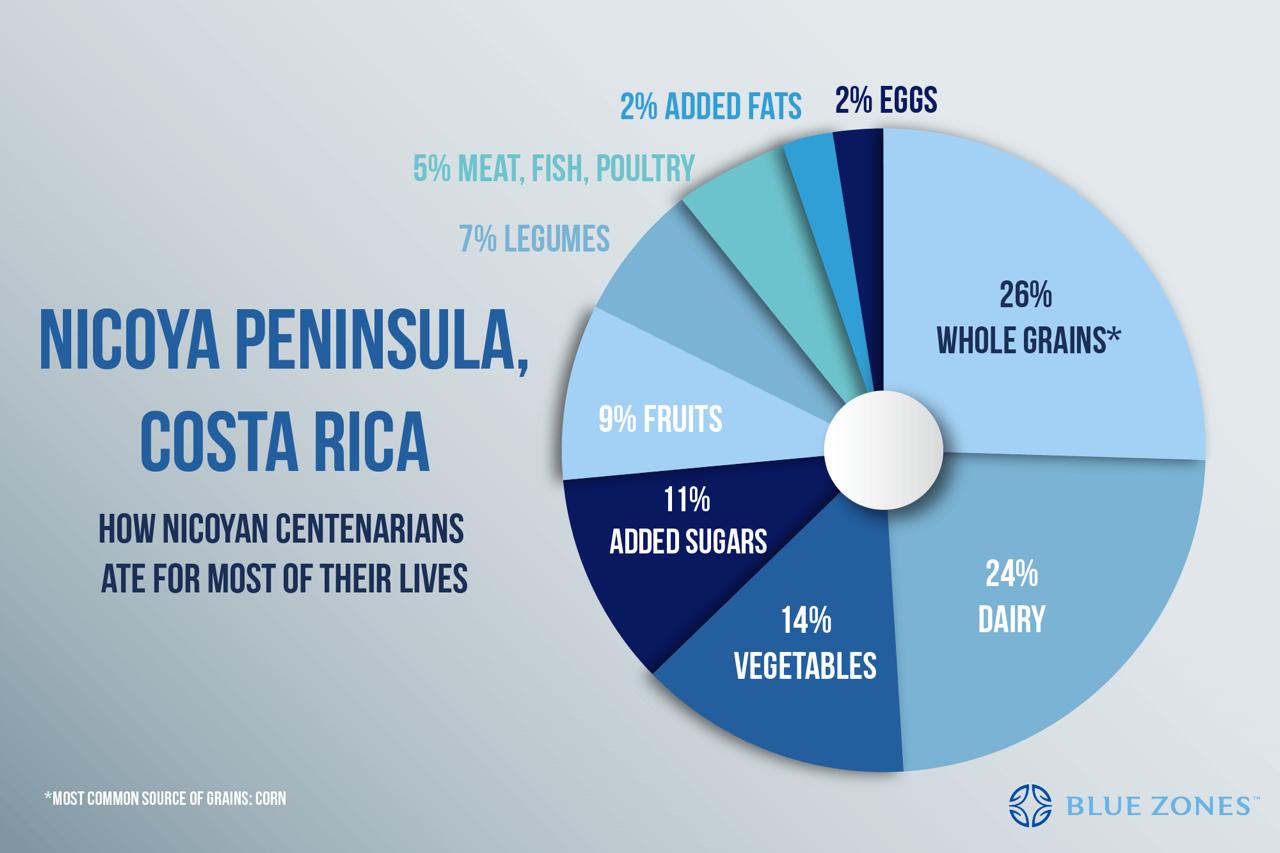 2% ADDED FATS
2% EGGS
5% MEAT, FISH, POULTRY
7% LEGUMES
26%
WHOLE GRAINS*
NICOYA PENINSULA,
COSTA RICA
HOW NICOYAN CENTENARIANS
ATE FOR MOST OF THEIR LIVES
9% FRUITS
11%
ADDED SUGARS
24%
DAIRY
14%
VEGETABLES
*MOST COMMON SOURCE OF GRAINS: CORN
BLUE ZONES™